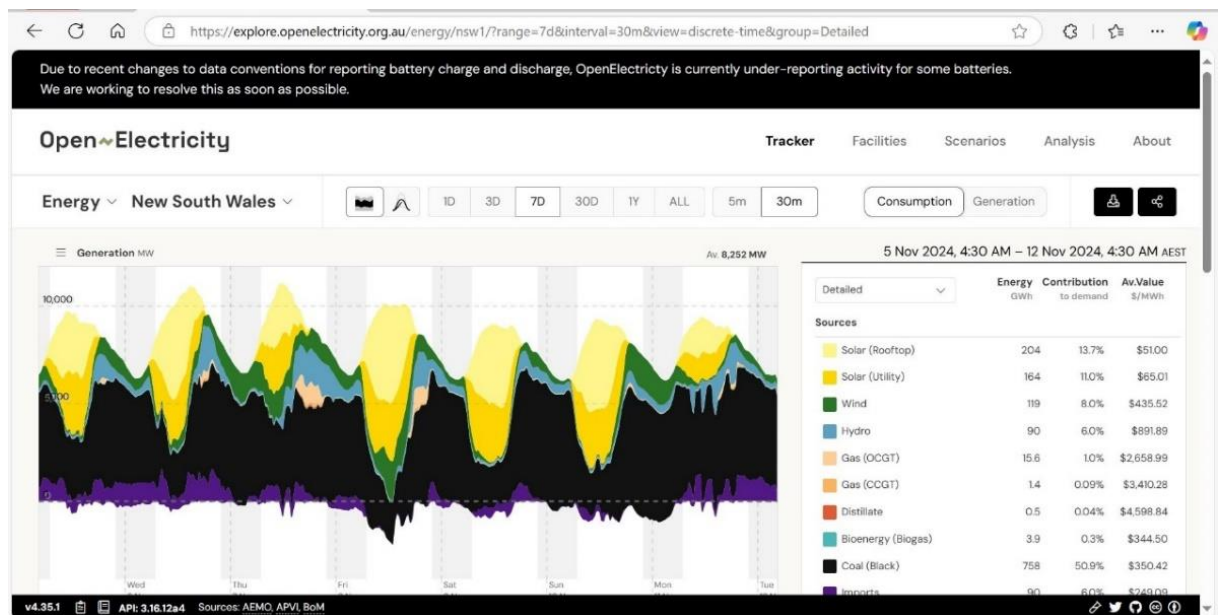 https://explore.openelectricity.org.au/energy/nsw1/?range=7d&interval=30m&view=discrete-time&group=Detailed
Due to recent changes to data conventions for reporting battery charge and discharge, OpenElectricty is currently under-reporting activity for some batteries.
We are working to resolve this as soon as possible.
Open Electricity
Tracker Facilities Scenarios Analysis About
Energy New South Wales 1D 3D 7D 30D 1Y ALL 5m 30m Consumption Generation
Generation MW Av. 8,252 MW
5 Nov 2024, 4:30 AM – 12 Nov 2024, 4:30 AM AEST
Detailed Energy Contribution Av.Value
GWh to demand $/MWh
Sources
Solar (Rooftop) 204 13.7% $51.00
Solar (Utility) 164 11.0% $65.01
Wind 119 8.0% $435.52
Hydro 90 6.0% $891.89
Gas (OCGT) 15.6 1.0% $2,658.99
Gas (CCGT) 1.4 0.09% $3,410.28
Distillate 0.5 0.04% $4,598.84
Bioenergy (Biogas) 3.9 0.3% $344.50
Coal (Black) 758 50.9% $350.42
Imports 90 6.0% $249.09
10,000
5,000
0
Wed Thu Fri Sat Sun Mon Tue
v4.35.1 API: 3.16.12a4 Sources: AEMO, APVI, BoM